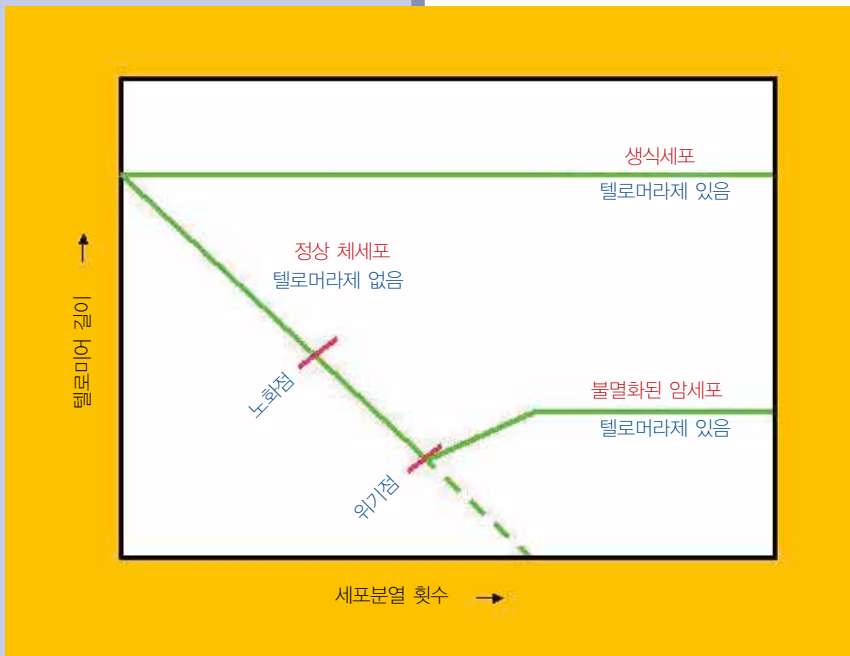 생식세포
텔로머라제 있음
정상 체세포
텔로머라제 없음
텔로미어 길이
노화점
불멸화된 암세포
텔로머라제 있음
위기점
세포분열 횟수